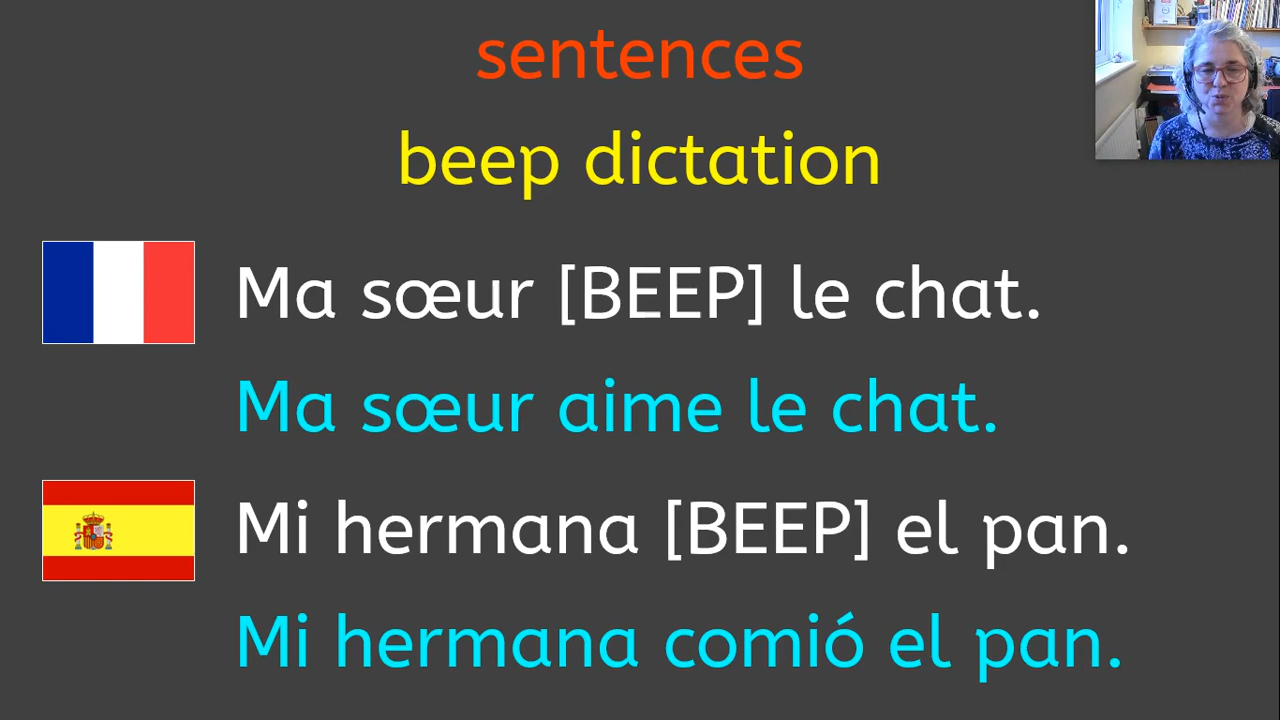 sentences
beep dictation
Ma sœur [BEEP] le chat.
Ma sœur aime le chat.
Mi hermana [BEEP] el pan.
Mi hermana comió el pan.